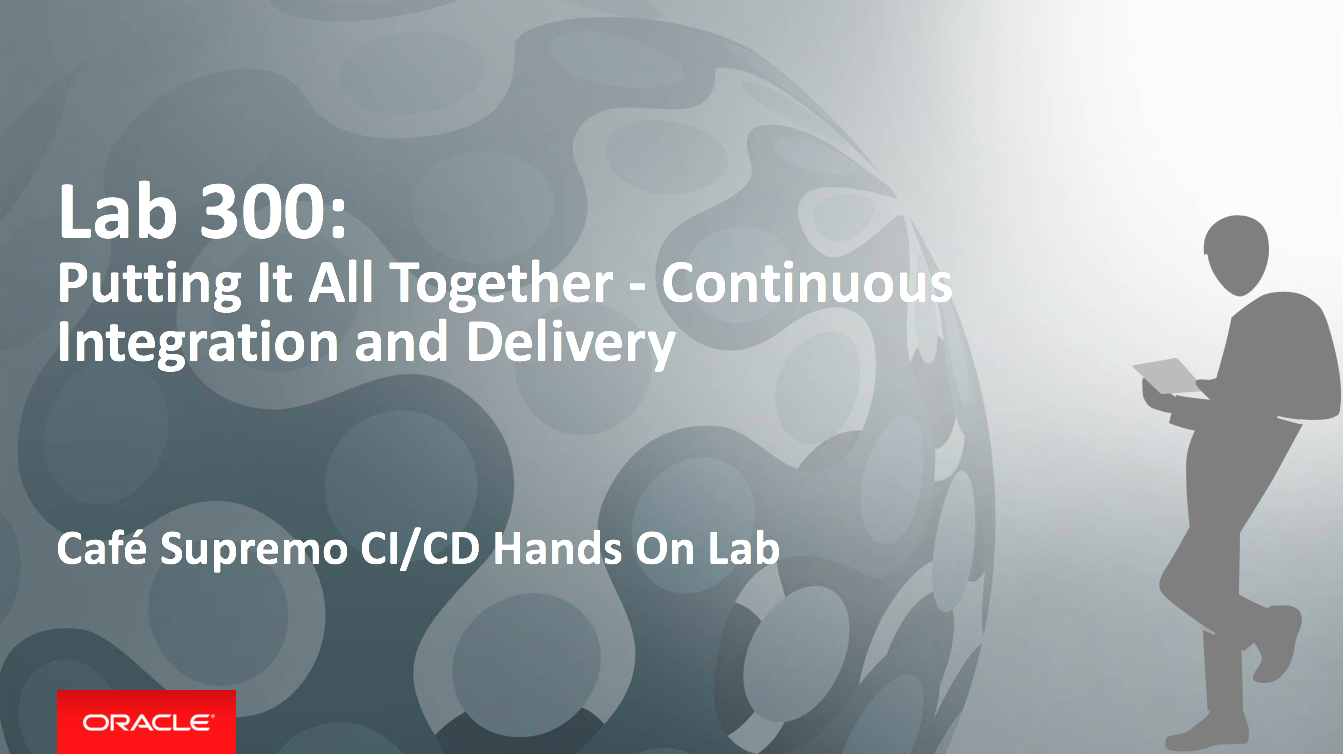 Lab 300:
Putting It All Together - Continuous
Integration and Delivery
Café Supremo CI/CD Hands On Lab
ORACLE®